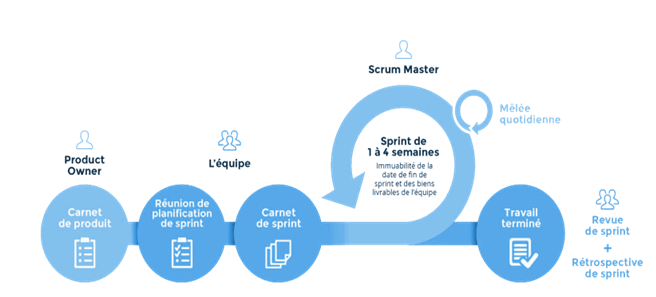 Scrum Master
Mêlée
quotidienne
Product
Owner
L'équipe
Sprint de
1 à 4 semaines
Immuabilité de la
date de fin de
sprint et des biens
livrables de l'équipe
Carnet
de produit
Réunion de
planification
de sprint
Carnet
de sprint
Travail
terminé
Revue
de sprint
+
Rétrospective
de sprint